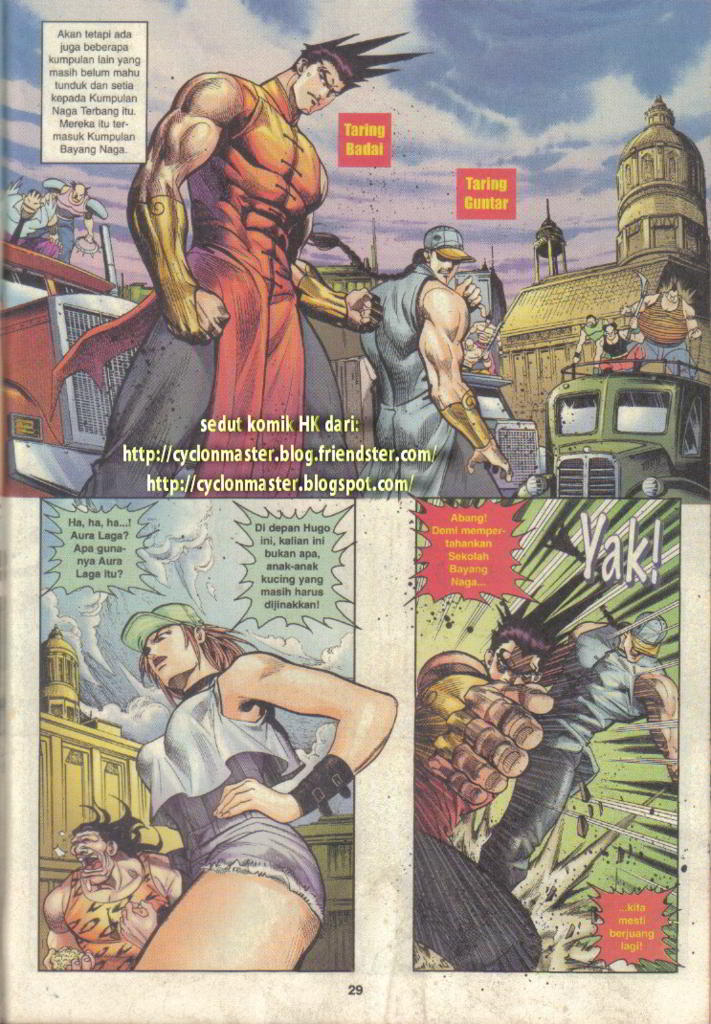 Akan tetapi ada
juga beberapa
kumpulan lain yang
masih belum mahu
tunduk dan setia
kepada Kumpulan
Naga Terbang itu.
Mereka itu ter-
masuk Kumpulan
Bayang Naga.
Taring
Badai
Taring
Guntar
sedut komik HK dari:
http://cyclonmaster.blog.friendster.com/
http://cyclonmaster.blogspot.com/
Ha, ha, ha...!
Aura Laga?
Apa guna-
nya Aura
Laga itu?
Di depan Hugo
ini, kalian ini
bukan apa,
anak-anak
kucing yang
masih harus
dijinakkan!
Abang!
Demi memper-
tahankan
Sekolah
Bayang
Naga...
Yak!
...kita
mesti
berjuang
lagi!
29